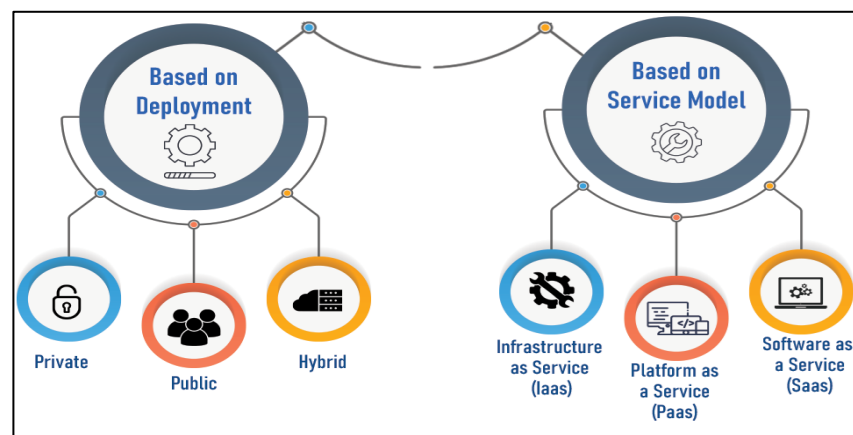 Based on
Deployment
Based on
Service Model
Private
Public
Hybrid
Infrastructure
as Service
(Iaas)
Platform as
a Service
(Paas)
Software as
a Service
(Saas)